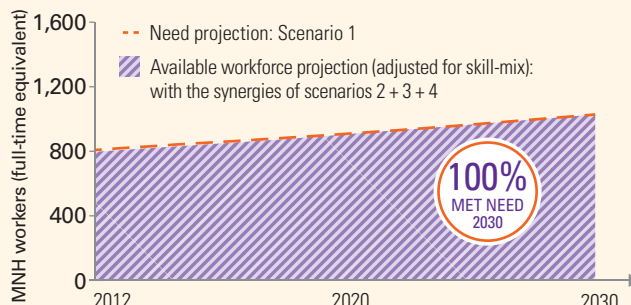 MNH workers (full-time equivalent)
1,600
1,200
800
400
0
Need projection: Scenario 1
Available workforce projection (adjusted for skill-mix):
with the synergies of scenarios 2 + 3 + 4
100%
MET NEED
2030
2012
2020
2030